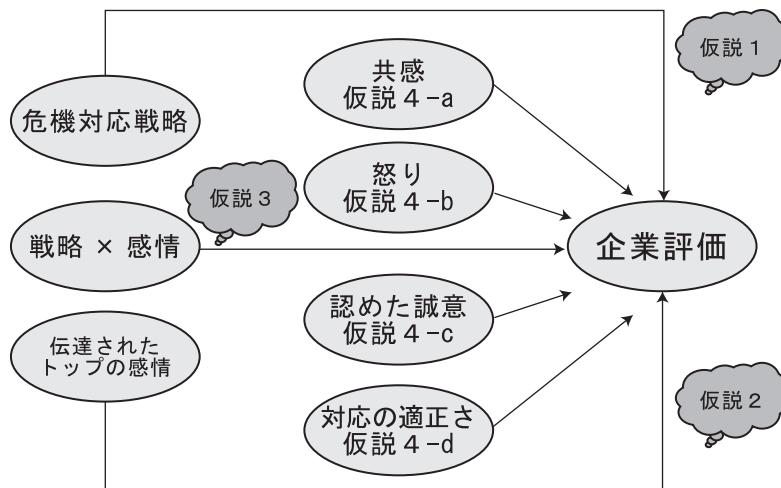 仮説1
共感
仮説4-a
危機対応戦略
怒り
仮説4-b
仮説3
戦略 × 感情
企業評価
認めた誠意
仮説4-c
伝達された
トップの感情
仮説2
対応の適正さ
仮説4-d